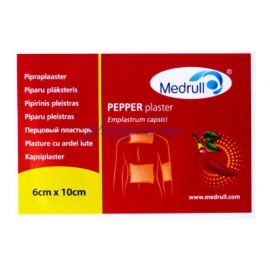 Medrull®
Pipraplaaster
Piparu plāksteris
Pipirinis pleistras
Piparu pleistras
Перцовый пластырь
Plasture cu ardei iute
Kapsiplaster
PEPPER plaster
Emplastrum capsici
6cm x 10cm
www.medrull.com